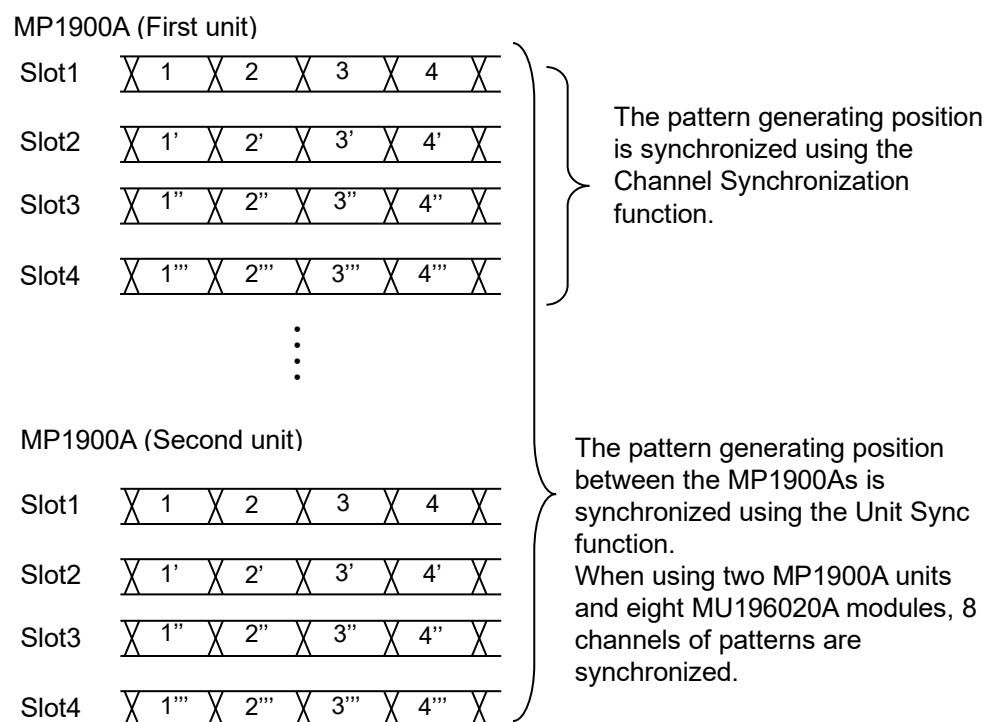 MP1900A (First unit)
Slot1 1 2 3 4
Slot2 1’ 2’ 3’ 4’
Slot3 1’’ 2’’ 3’’ 4’’
Slot4 1’’’ 2’’’ 3’’’ 4’’’
The pattern generating position
is synchronized using the
Channel Synchronization
function.
MP1900A (Second unit)
Slot1 1 2 3 4
Slot2 1’ 2’ 3’ 4’
Slot3 1’’ 2’’ 3’’ 4’’
Slot4 1’’’ 2’’’ 3’’’ 4’’’
The pattern generating position
between the MP1900As is
synchronized using the Unit Sync
function.
When using two MP1900A units
and eight MU196020A modules, 8
channels of patterns are
synchronized.